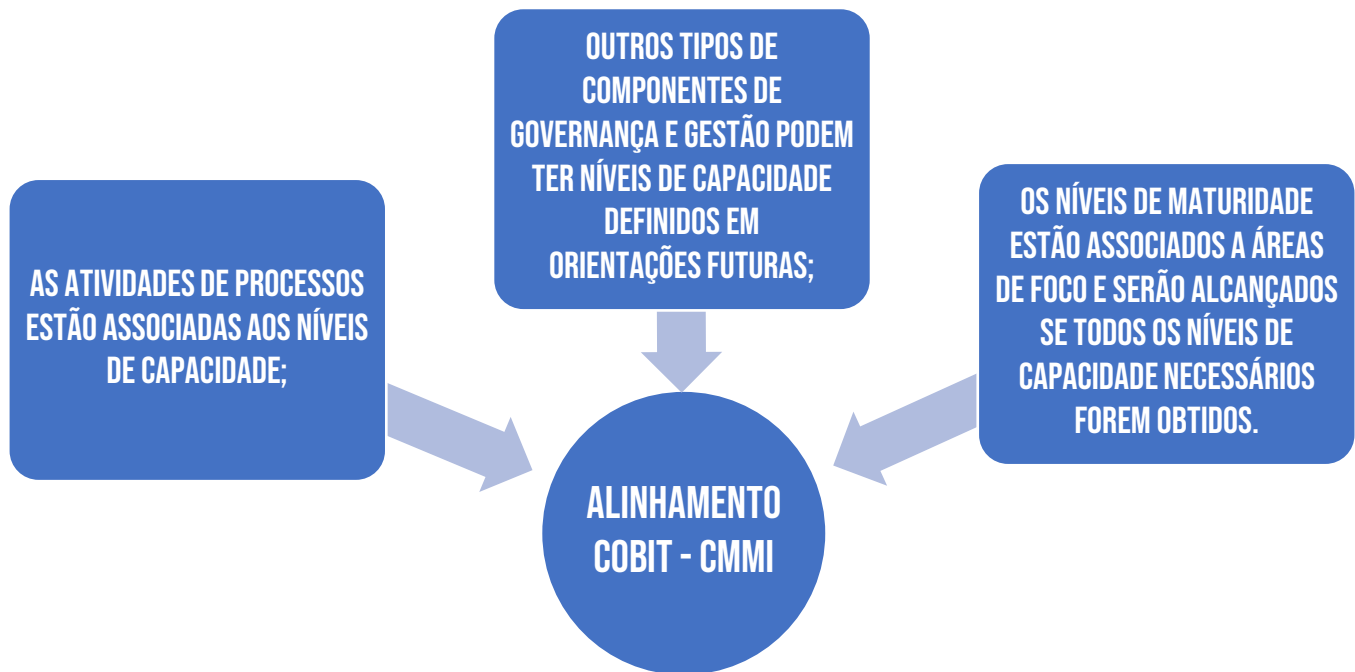 OUTROS TIPOS DE
COMPONENTES DE
GOVERNANÇA E GESTÃO PODEM
TER NÍVEIS DE CAPACIDADE
DEFINIDOS EM
ORIENTAÇÕES FUTURAS;
AS ATIVIDADES DE PROCESSOS
ESTÃO ASSOCIADAS AOS NÍVEIS
DE CAPACIDADE;
OS NÍVEIS DE MATURIDADE
ESTÃO ASSOCIADOS A ÁREAS
DE FOCO E SERÃO ALCANÇADOS
SE TODOS OS NÍVEIS DE
CAPACIDADE NECESSÁRIOS
FOREM OBTIDOS.
ALINHAMENTO
COBIT - CMMI